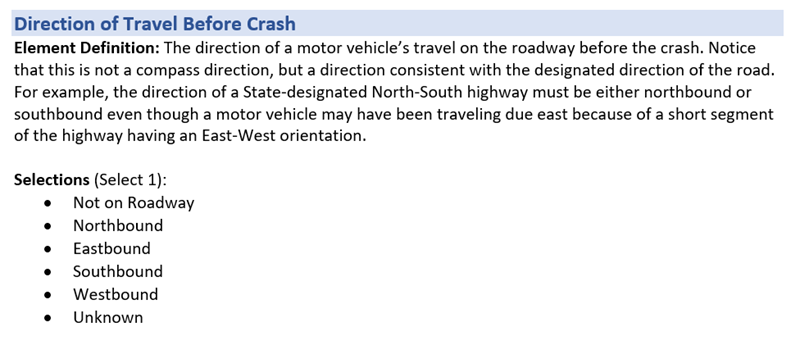 Direction of Travel Before Crash
Element Definition: The direction of a motor vehicle’s travel on the roadway before the crash. Notice
that this is not a compass direction, but a direction consistent with the designated direction of the road.
For example, the direction of a State-designated North-South highway must be either northbound or
southbound even though a motor vehicle may have been traveling due east because of a short segment
of the highway having an East-West orientation.
Selections (Select 1):
• Not on Roadway
• Northbound
• Eastbound
• Southbound
• Westbound
• Unknown